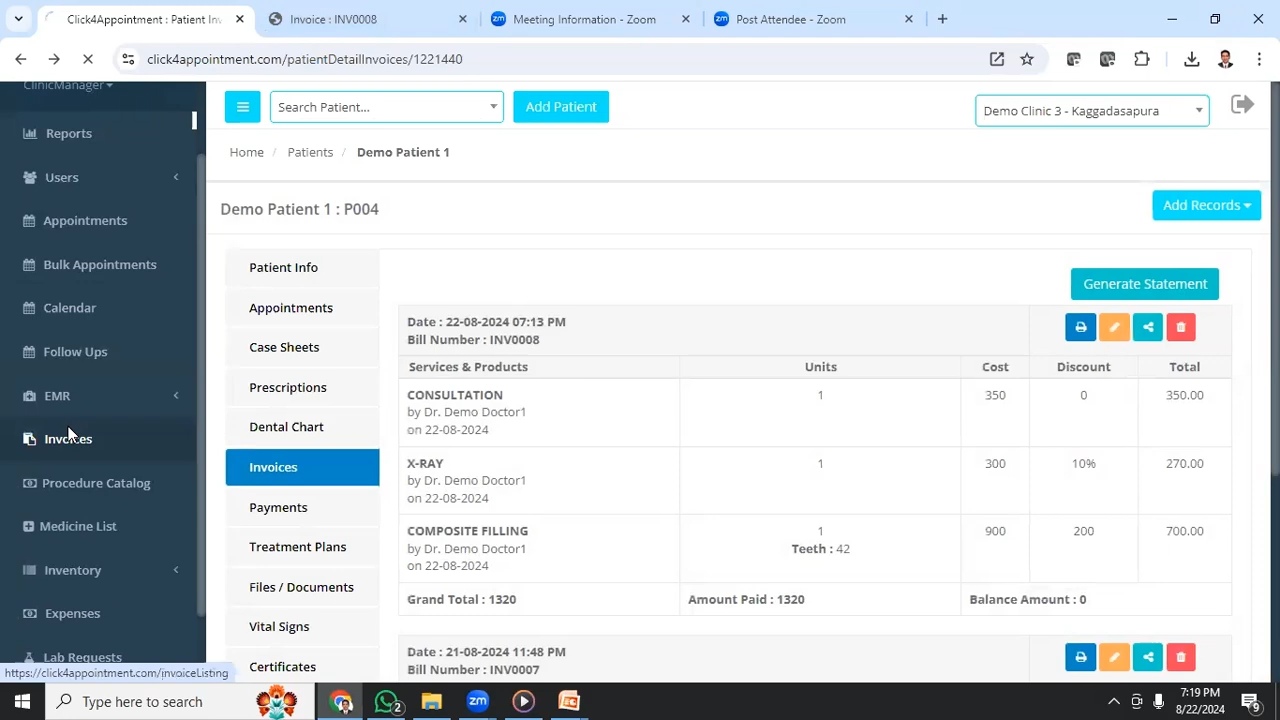 Click4Appointment : Patient In
Invoice : INV0008
Meeting Information - Zoom
Post Attendee - Zoom
click4appointment.com/patientDetailInvoices/1221440
ClinicManager
Search Patient...
Add Patient
Demo Clinic 3 - Kaggadasapura
Reports
Users
Appointments
Bulk Appointments
Calendar
Follow Ups
EMR
Invoices
Procedure Catalog
Medicine List
Inventory
Expenses
Lab Requests
Home / Patients / Demo Patient 1
Demo Patient 1 : P004
Add Records
Patient Info
Appointments
Case Sheets
Prescriptions
Dental Chart
Invoices
Payments
Treatment Plans
Files / Documents
Vital Signs
Certificates
Generate Statement
Date : 22-08-2024 07:13 PM
Bill Number : INV0008
Services & Products Units Cost Discount Total
CONSULTATION 1 350 0 350.00
by Dr. Demo Doctor1
on 22-08-2024
X-RAY 1 300 10% 270.00
by Dr. Demo Doctor1
on 22-08-2024
COMPOSITE FILLING 1 900 200 700.00
by Dr. Demo Doctor1 Teeth : 42
on 22-08-2024
Grand Total : 1320 Amount Paid : 1320 Balance Amount : 0
Date : 21-08-2024 11:48 PM
Bill Number : INV0007
https://click4appointment.com/invoiceListing
Type here to search
zm
2
7:19 PM
8/22/2024
9